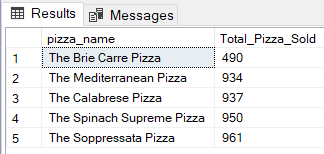 Results Messages
pizza_name Total_Pizza_Sold
1 The Brie Carre Pizza 490
2 The Mediterranean Pizza 934
3 The Calabrese Pizza 937
4 The Spinach Supreme Pizza 950
5 The Soppressata Pizza 961